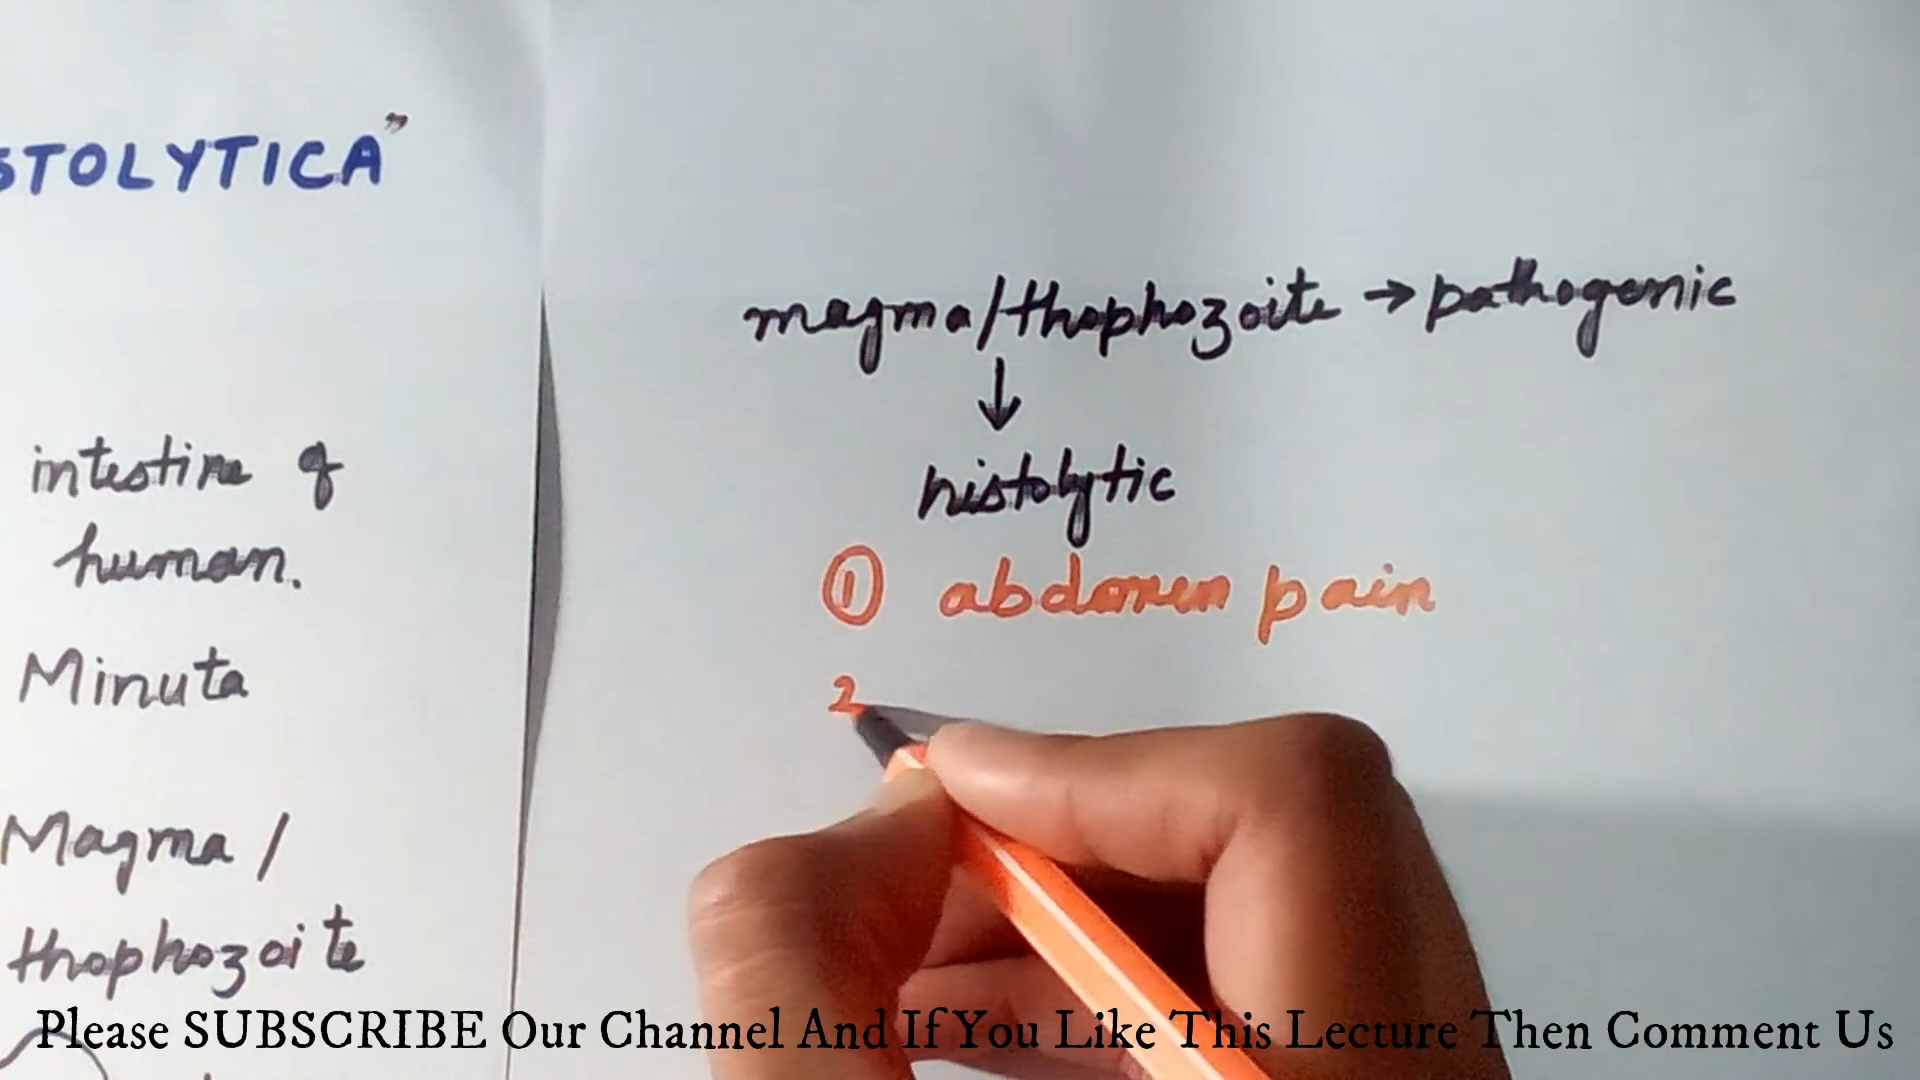 STOLYTICA”
intestine of
human.
Minuta
Magma /
thophozoite
magma/thophozoite → pathogenic
↓
histolytic
① abdomen pain
2
Please SUBSCRIBE Our Channel And If You Like This Lecture Then Comment Us